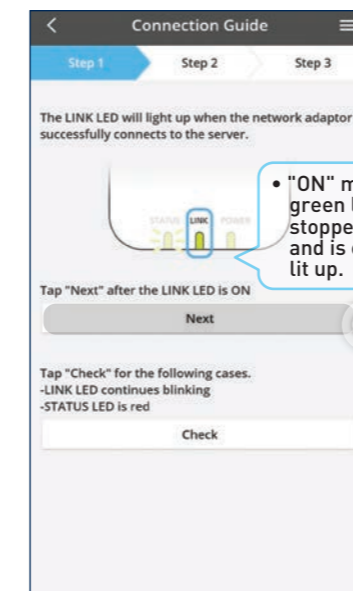 Connection Guide
Step 1
Step 2
Step 3
The LINK LED will light up when the network adaptor
successfully connects to the server.
STATUS LINK POWER
• "ON" m
green
stoppe
and is
lit up.
Tap "Next" after the LINK LED is ON
Next
Tap "Check" for the following cases.
-LINK LED continues blinking
-STATUS LED is red
Check